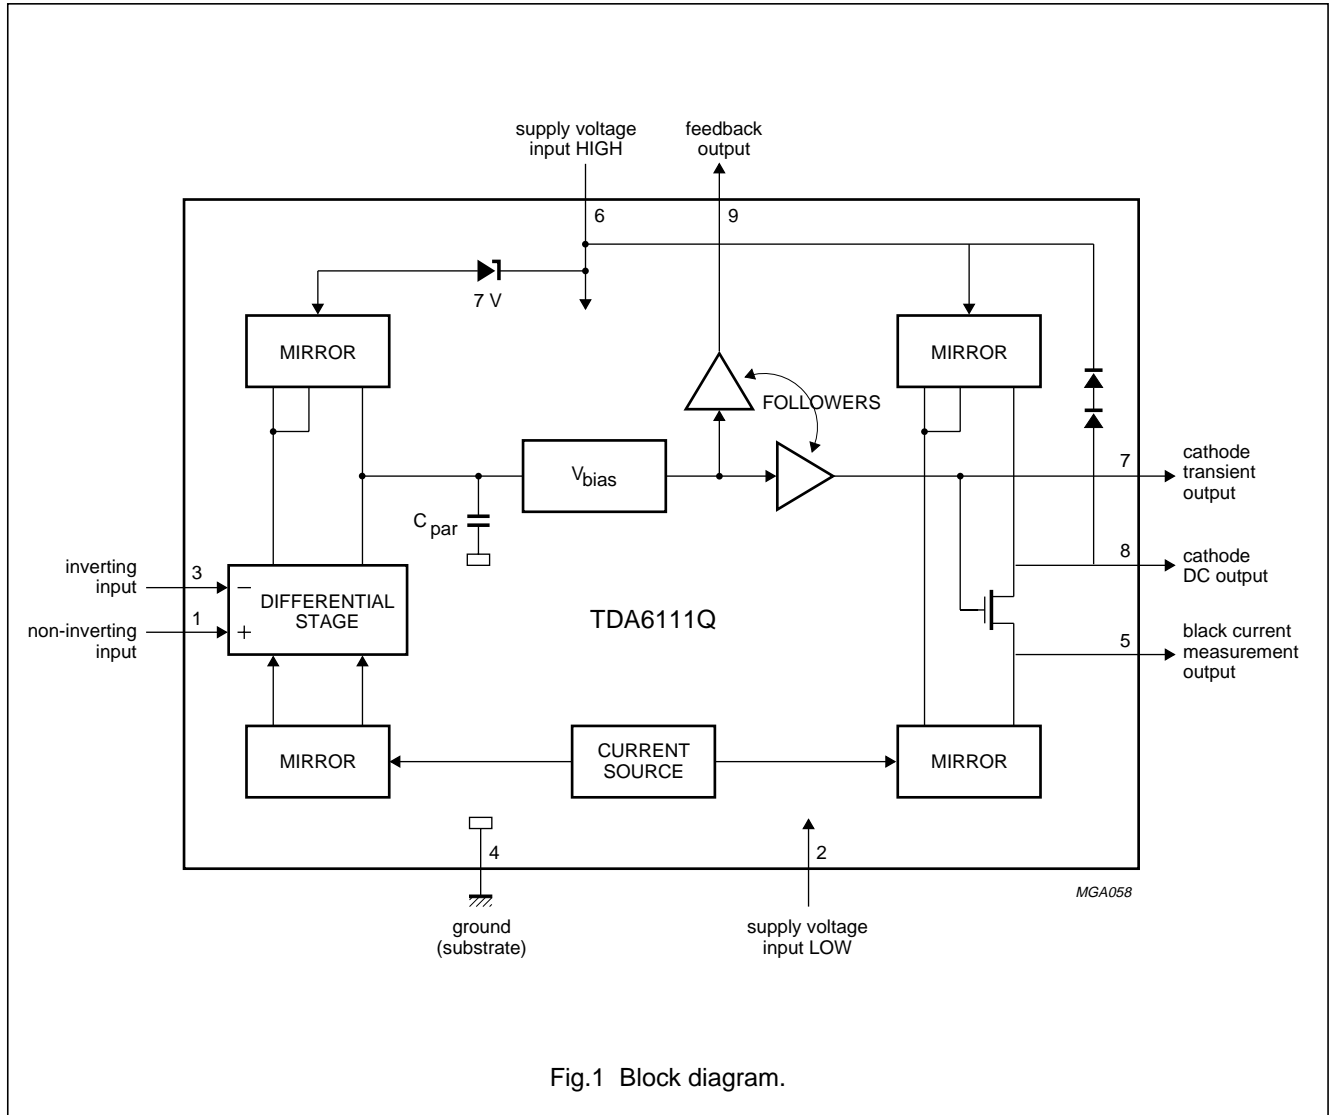 supply voltage
input HIGH
feedback
output
6
9
7 V
MIRROR
MIRROR
FOLLOWERS
Vbias
Cpar
7
cathode
transient
output
8
cathode
DC output
inverting
input
3
−
DIFFERENTIAL
STAGE
non-inverting
input
1
+
TDA6111Q
5
black current
measurement
output
MIRROR
CURRENT
SOURCE
MIRROR
4
2
MGA058
ground
(substrate)
supply voltage
input LOW
Fig.1 Block diagram.